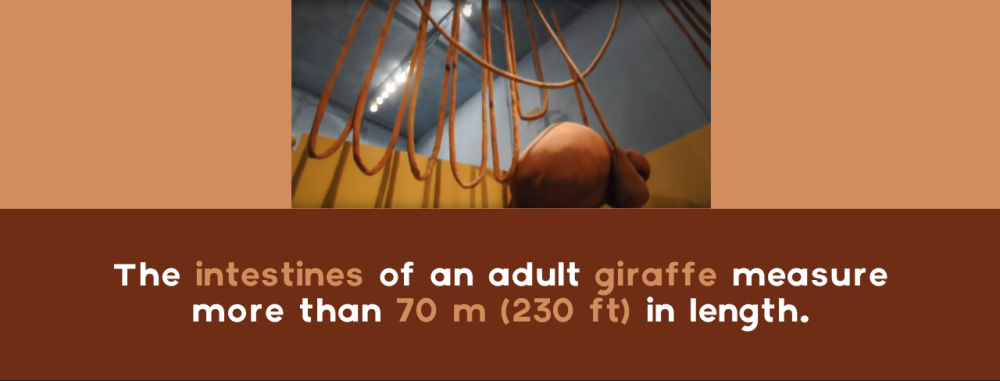 The intestines of an adult giraffe measure
more than 70 m (230 ft) in length.